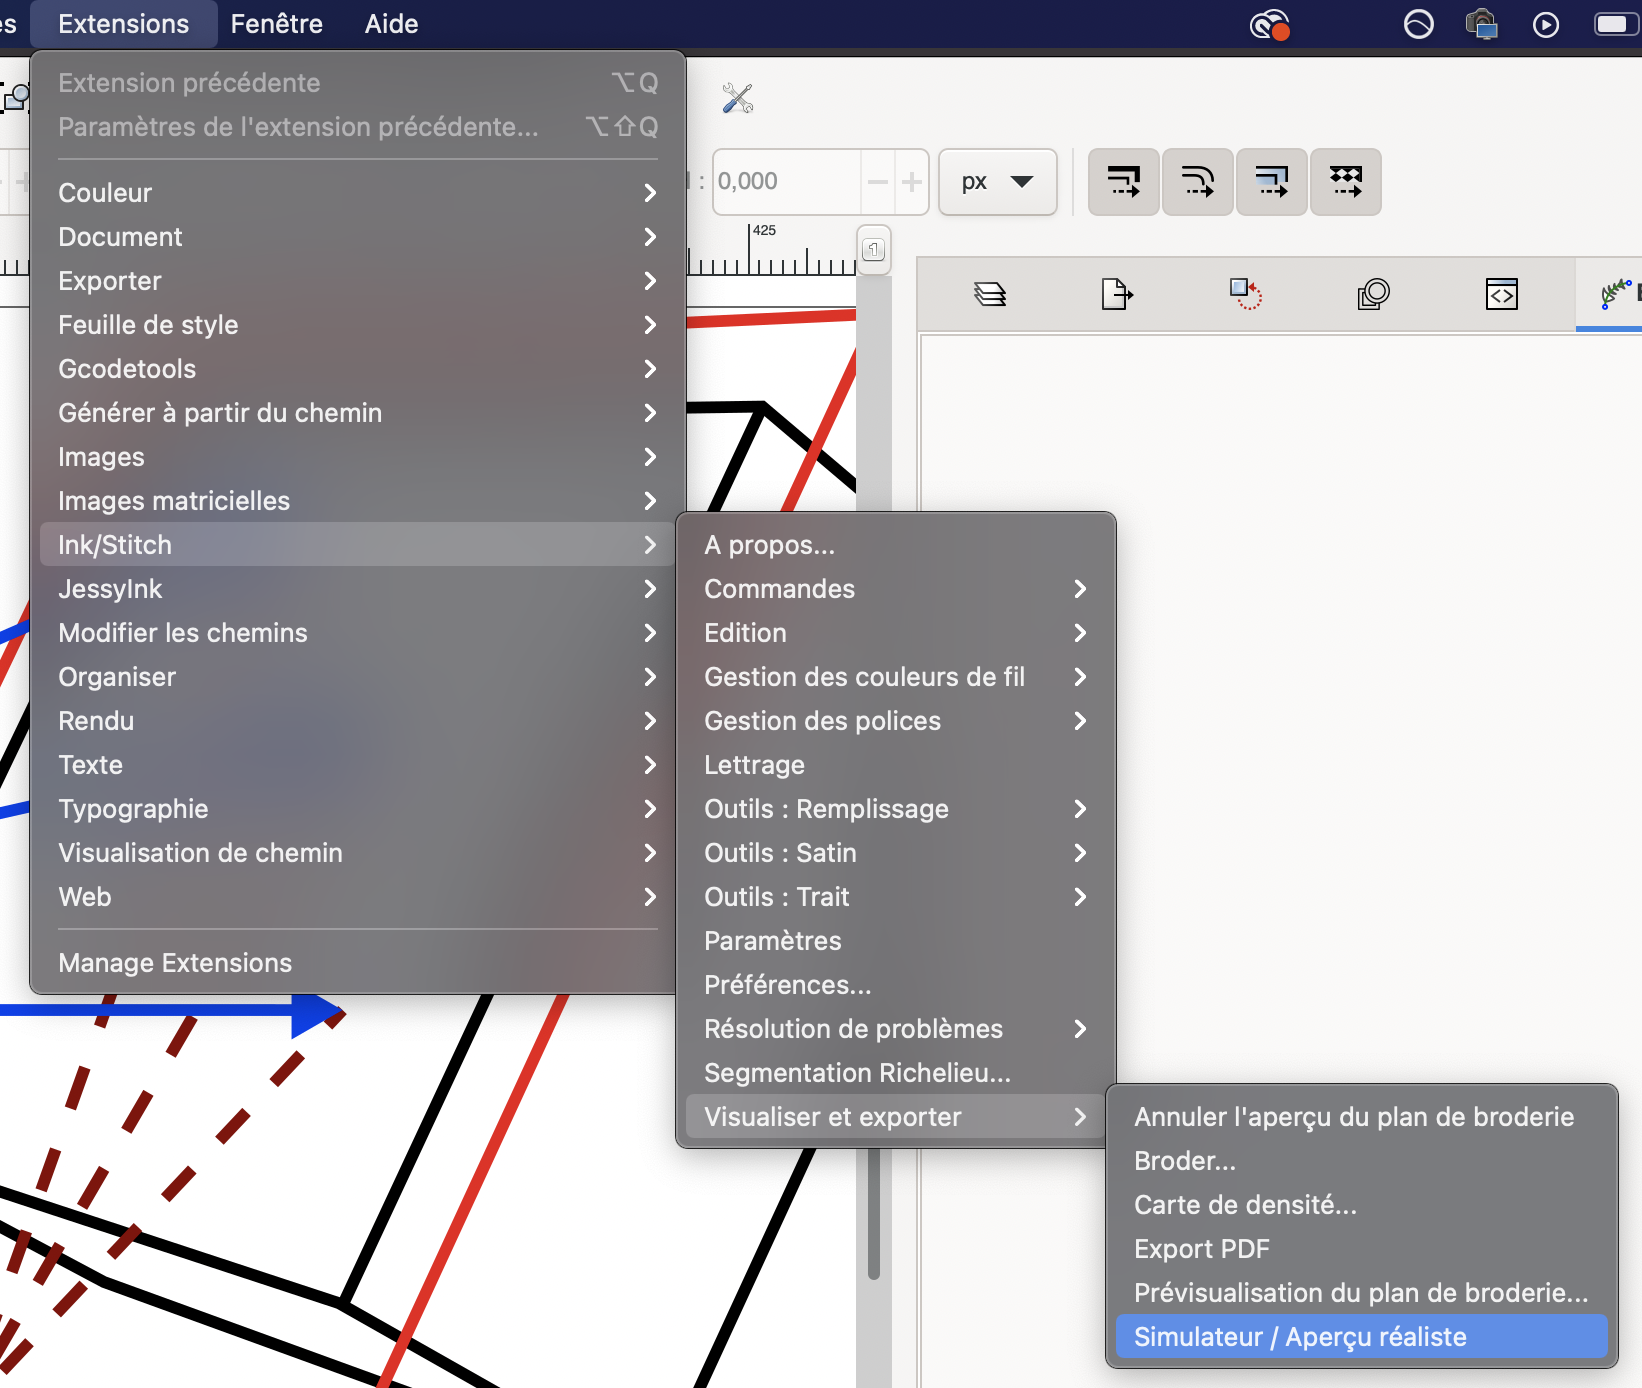 Extensions Fenêtre Aide
Extension précédente ⌥Q
Paramètres de l'extension précédente... ⌥⇧Q
Couleur
Document
Exporter
Feuille de style
Gcodetools
Générer à partir du chemin
Images
Images matricielles
Ink/Stitch
JessyInk
Modifier les chemins
Organiser
Rendu
Texte
Typographie
Visualisation de chemin
Web
Manage Extensions
: 0,000 px
425
1
A propos...
Commandes
Edition
Gestion des couleurs de fil
Gestion des polices
Lettrage
Outils : Remplissage
Outils : Satin
Outils : Trait
Paramètres
Préférences...
Résolution de problèmes
Segmentation Richelieu...
Visualiser et exporter
Annuler l'aperçu du plan de broderie
Broder...
Carte de densité...
Export PDF
Prévisualisation du plan de broderie...
Simulateur / Aperçu réaliste